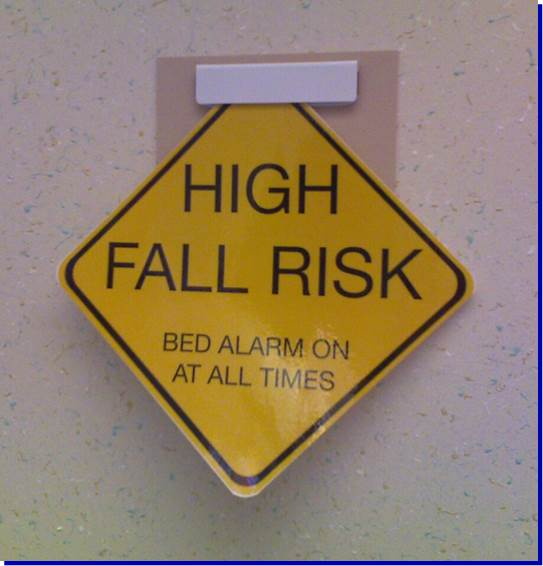 HIGH
FALL RISK
BED ALARM ON
AT ALL TIMES